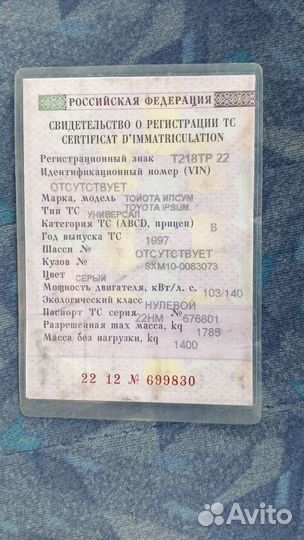 РОССИЙСКАЯ ФЕДЕРАЦИЯ
СВИДЕТЕЛЬСТВО О РЕГИСТРАЦИИ ТС
CERTIFICAT D'IMMATRICULATION
Регистрационный знак Т218ТР 22
Идентификационный номер (VIN)
ОТСУТСТВУЕТ
Марка, модель ТОЙОТА ИПСУМ
TOYOTA IPSUM
Тип ТС УНИВЕРСАЛ
Категория ТС (ABCD, прицеп) B
Год выпуска ТС 1997
Шасси № ОТСУТСТВУЕТ
Кузов № SXM10-0083073
Цвет СЕРЫЙ
Мощность двигателя, кВт/л. с. 103/140
Экологический класс НУЛЕВОЙ
Паспорт ТС серия 22НМ № 676801
Разрешенная max масса, kg 1785
Масса без нагрузки, kg 1400
22 12 № 699830
Avito